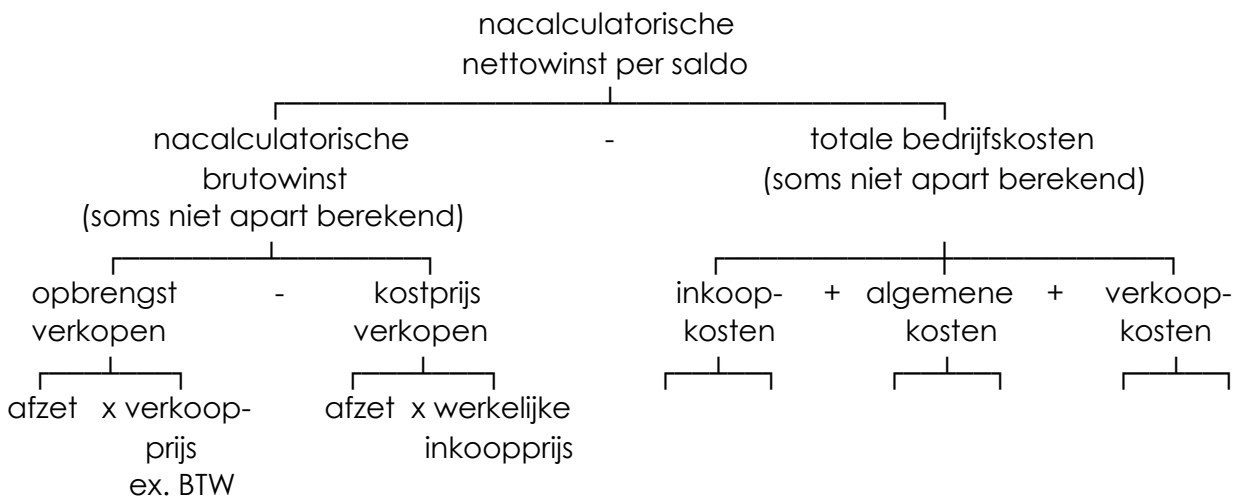 nacalculatorische
nettowinst per saldo
nacalculatorische - totale bedrijfskosten
brutowinst (soms niet apart berekend)
(soms niet apart berekend)
opbrengst - kostprijs inkoop- + algemene + verkoop-
verkopen verkopen kosten kosten kosten
afzet x verkoop- afzet x werkelijke
prijs inkoopprijs
ex. BTW